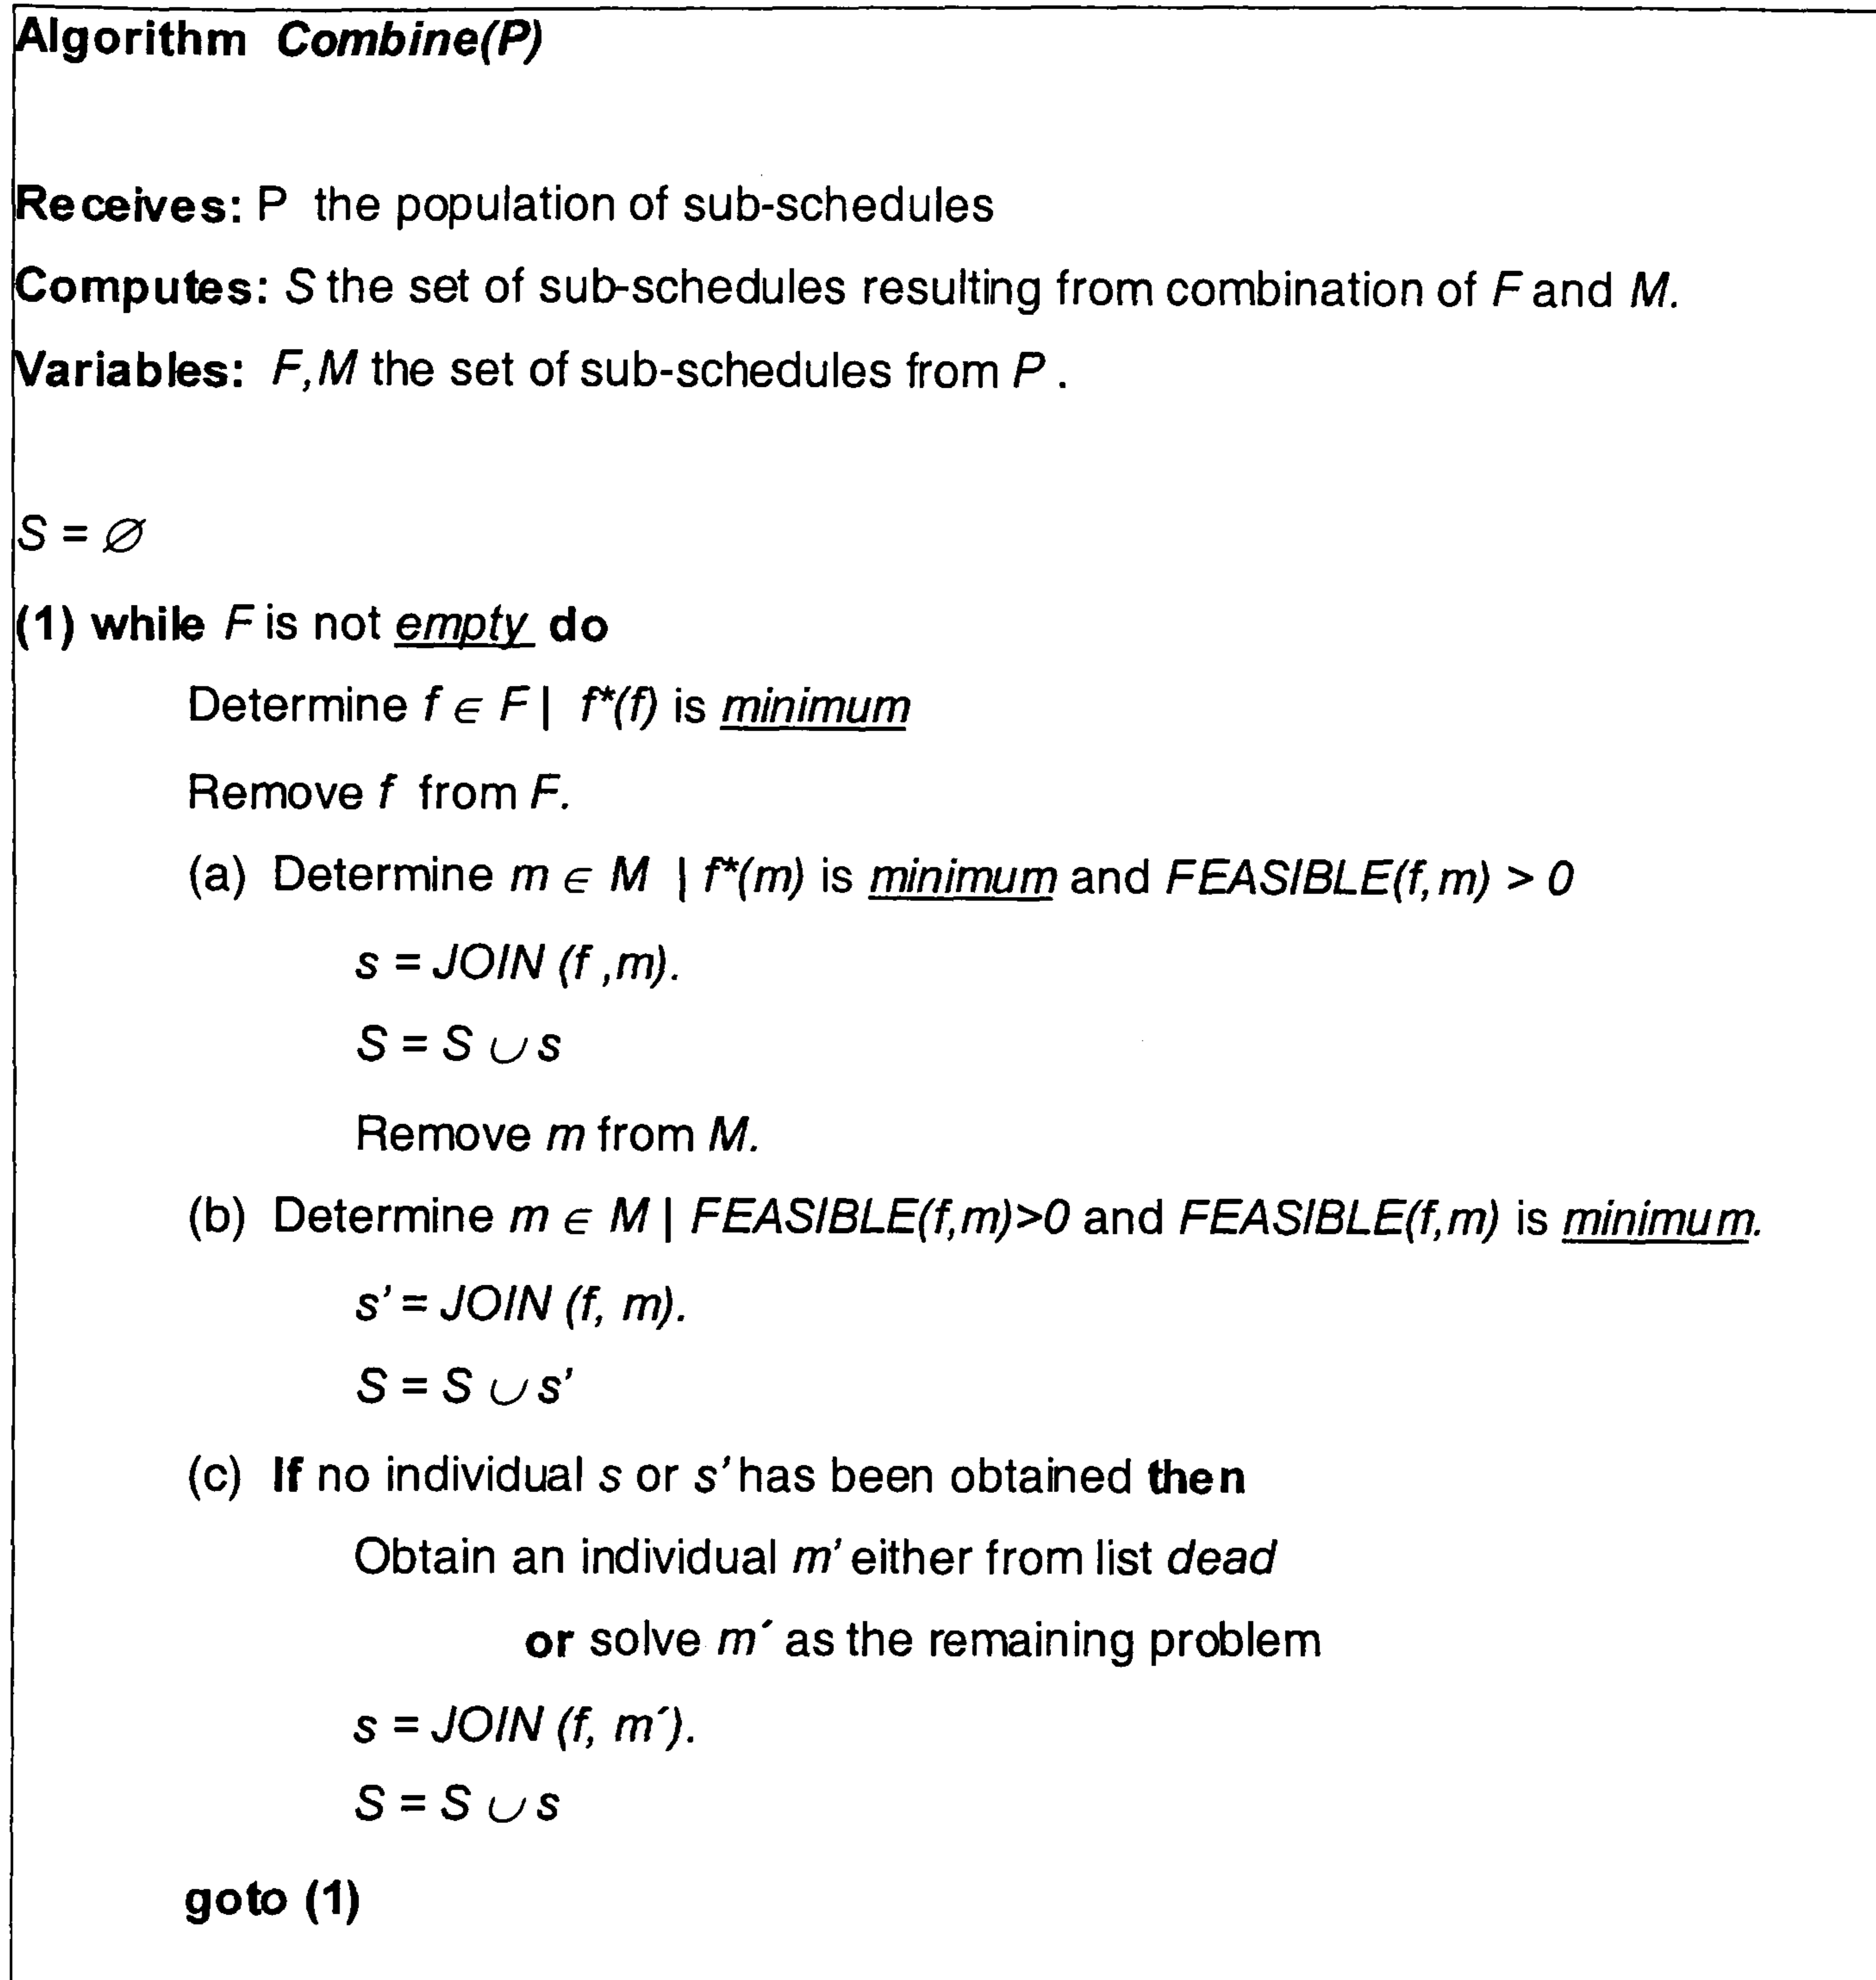 Algorithm Combine(P)
Receives: P the population of sub-schedules
Computes: S the set of sub-schedules resulting from combination of F and M.
Variables: F,M the set of sub-schedules from P .
S = ∅
(1) while F is not empty do
Determine f ∈ F | f*(f) is minimum
Remove f from F.
(a) Determine m ∈ M | f*(m) is minimum and FEASIBLE(f, m) > 0
s = JOIN (f ,m).
S = S ∪ s
Remove m from M.
(b) Determine m ∈ M | FEASIBLE(f,m)>0 and FEASIBLE(f,m) is minimum.
s' = JOIN (f, m).
S = S ∪ s'
(c) If no individual s or s' has been obtained then
Obtain an individual m' either from list dead
or solve m´ as the remaining problem
s = JOIN (f, m´).
S = S ∪ s
goto (1)